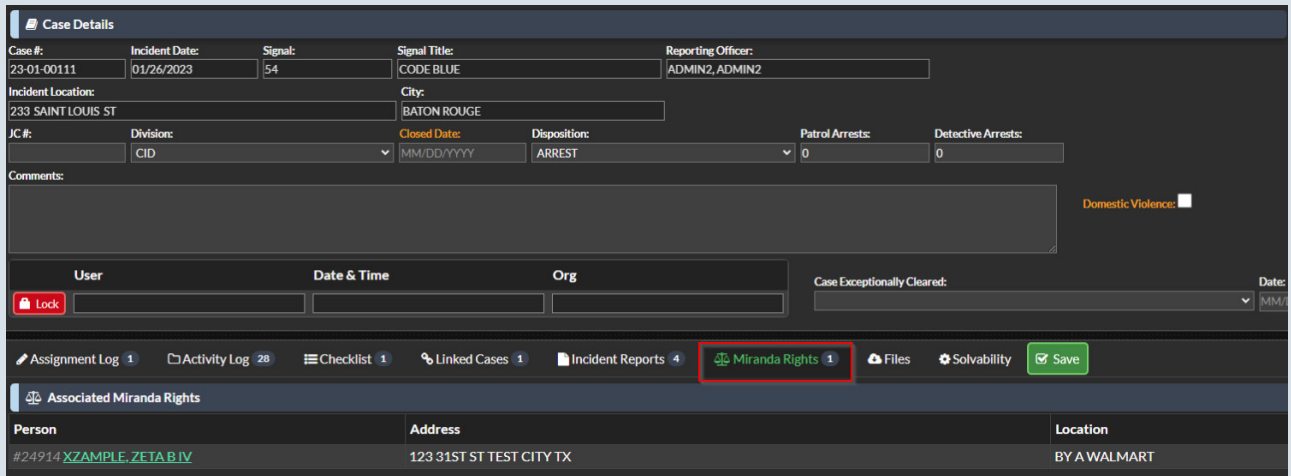 Case Details
Case #: Incident Date: Signal: Signal Title: Reporting Officer:
23-01-00111 01/26/2023 54 CODE BLUE ADMIN2, ADMIN2
Incident Location: City:
233 SAINT LOUIS ST BATON ROUGE
JC #: Division: Closed Date: Disposition: Patrol Arrests: Detective Arrests:
CID MM/DD/YYYY ARREST 0 0
Comments:
Domestic Violence:
User Date & Time Org
Case Exceptionally Cleared: Date:
Lock
Assignment Log 1 Activity Log 28 Checklist 1 Linked Cases 1 Incident Reports 4 Miranda Rights 1 Files Solvability Save
Associated Miranda Rights
Person Address Location
#24914 XZAMPLE, ZETA B IV 123 31ST ST TEST CITY TX BY A WALMART